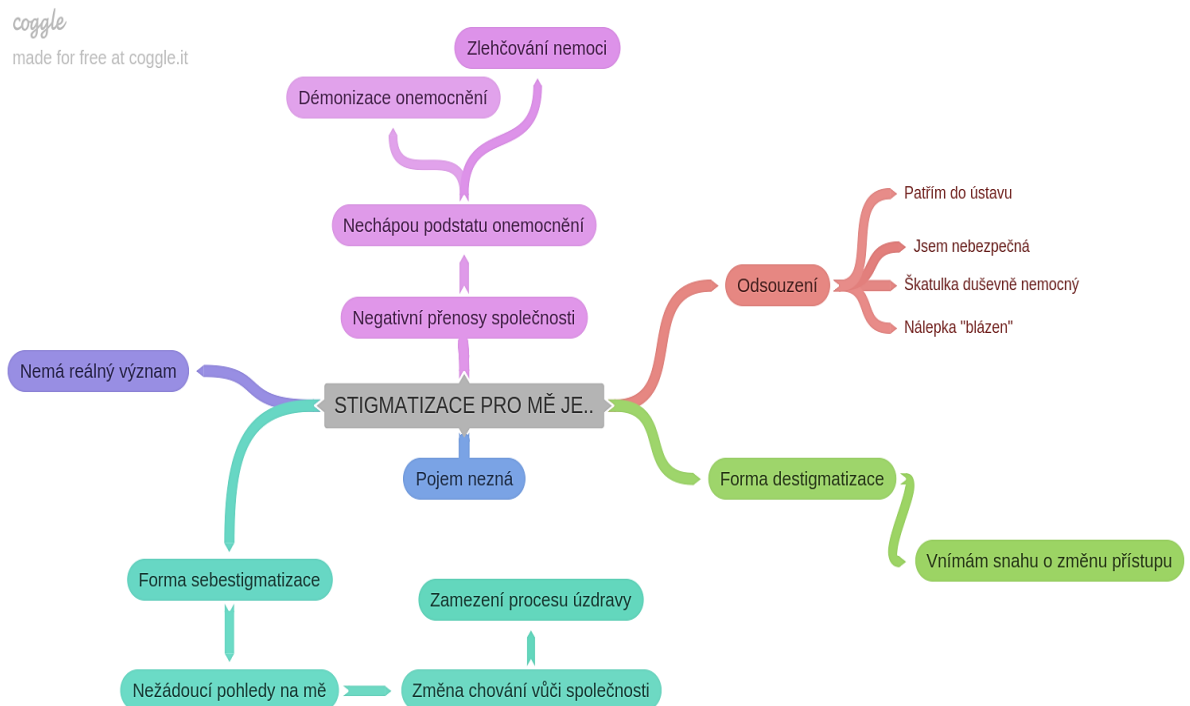 coggle
made for free at coggle.it
Zlehčování nemoci
Démonizace onemocnění
Nechápou podstatu onemocnění
Negativní přenosy společnosti
Patřím do ústavu
Jsem nebezpečná
Odsouzení
Škatulka duševně nemocný
Nálepka "blázen"
Nemá reálný význam
STIGMATIZACE PRO MĚ JE..
Pojem nezná
Forma destigmatizace
Vnímám snahu o změnu přístupu
Forma sebestigmatizace
Zamezení procesu úzdravy
Nežádoucí pohledy na mě
Změna chování vůči společnosti